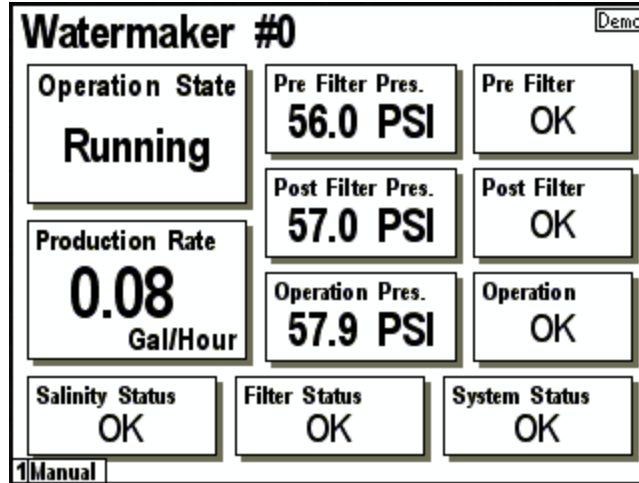 Watermaker #0
Demo
Operation State
Running
Pre Filter Pres.
56.0 PSI
Pre Filter
OK
Post Filter Pres.
57.0 PSI
Post Filter
OK
Production Rate
0.08
Gal/Hour
Operation Pres.
57.9 PSI
Operation
OK
Salinity Status
OK
Filter Status
OK
System Status
OK
1 Manual